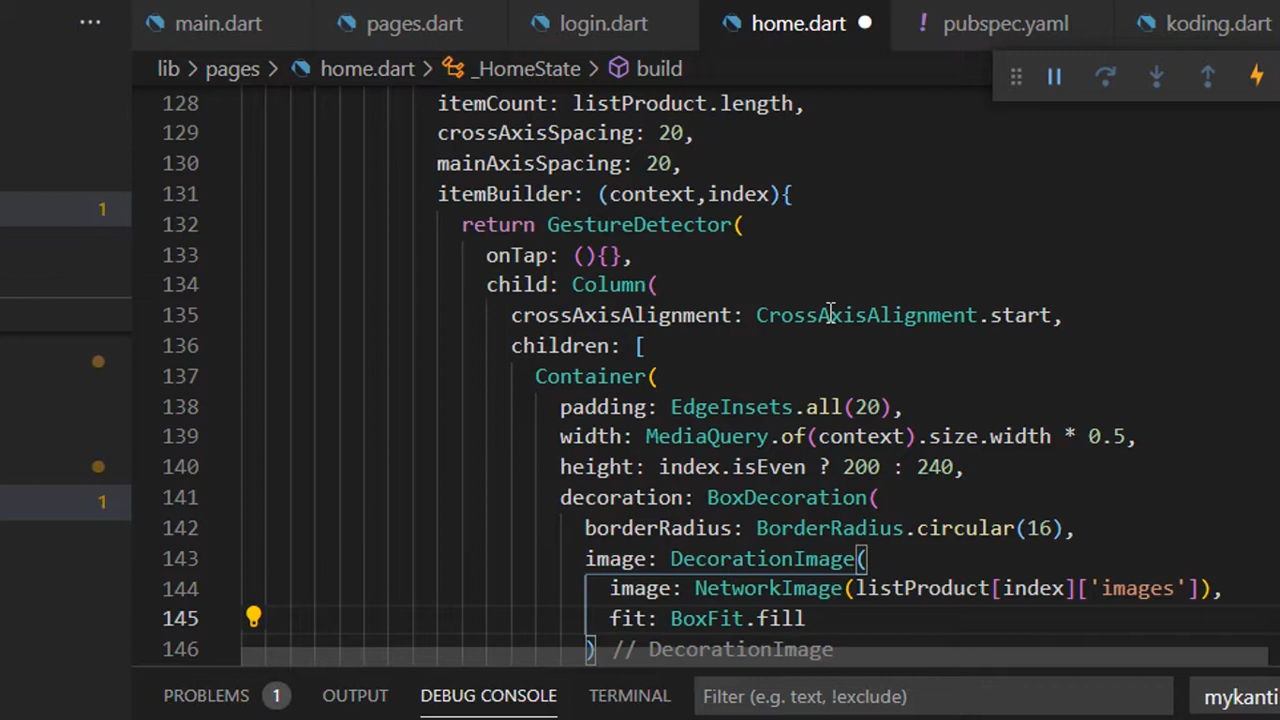 ... main.dart pages.dart login.dart home.dart ● ! pubspec.yaml koding.dart
lib > pages > home.dart > _HomeState > build
128 itemCount: listProduct.length,
129 crossAxisSpacing: 20,
130 mainAxisSpacing: 20,
131 itemBuilder: (context,index){
1
132 return GestureDetector(
133 onTap: (){},
134 child: Column(
135 crossAxisAlignment: CrossAxisAlignment.start,
136 children: [
137 Container(
138 padding: EdgeInsets.all(20),
139 width: MediaQuery.of(context).size.width * 0.5,
140 height: index.isEven ? 200 : 240,
141 decoration: BoxDecoration(
1
142 borderRadius: BorderRadius.circular(16),
143 image: DecorationImage(
144 image: NetworkImage(listProduct[index]['images']),
145 fit: BoxFit.fill
146 ) // DecorationImage
PROBLEMS 1 OUTPUT DEBUG CONSOLE TERMINAL Filter (e.g. text, !exclude) mykanti